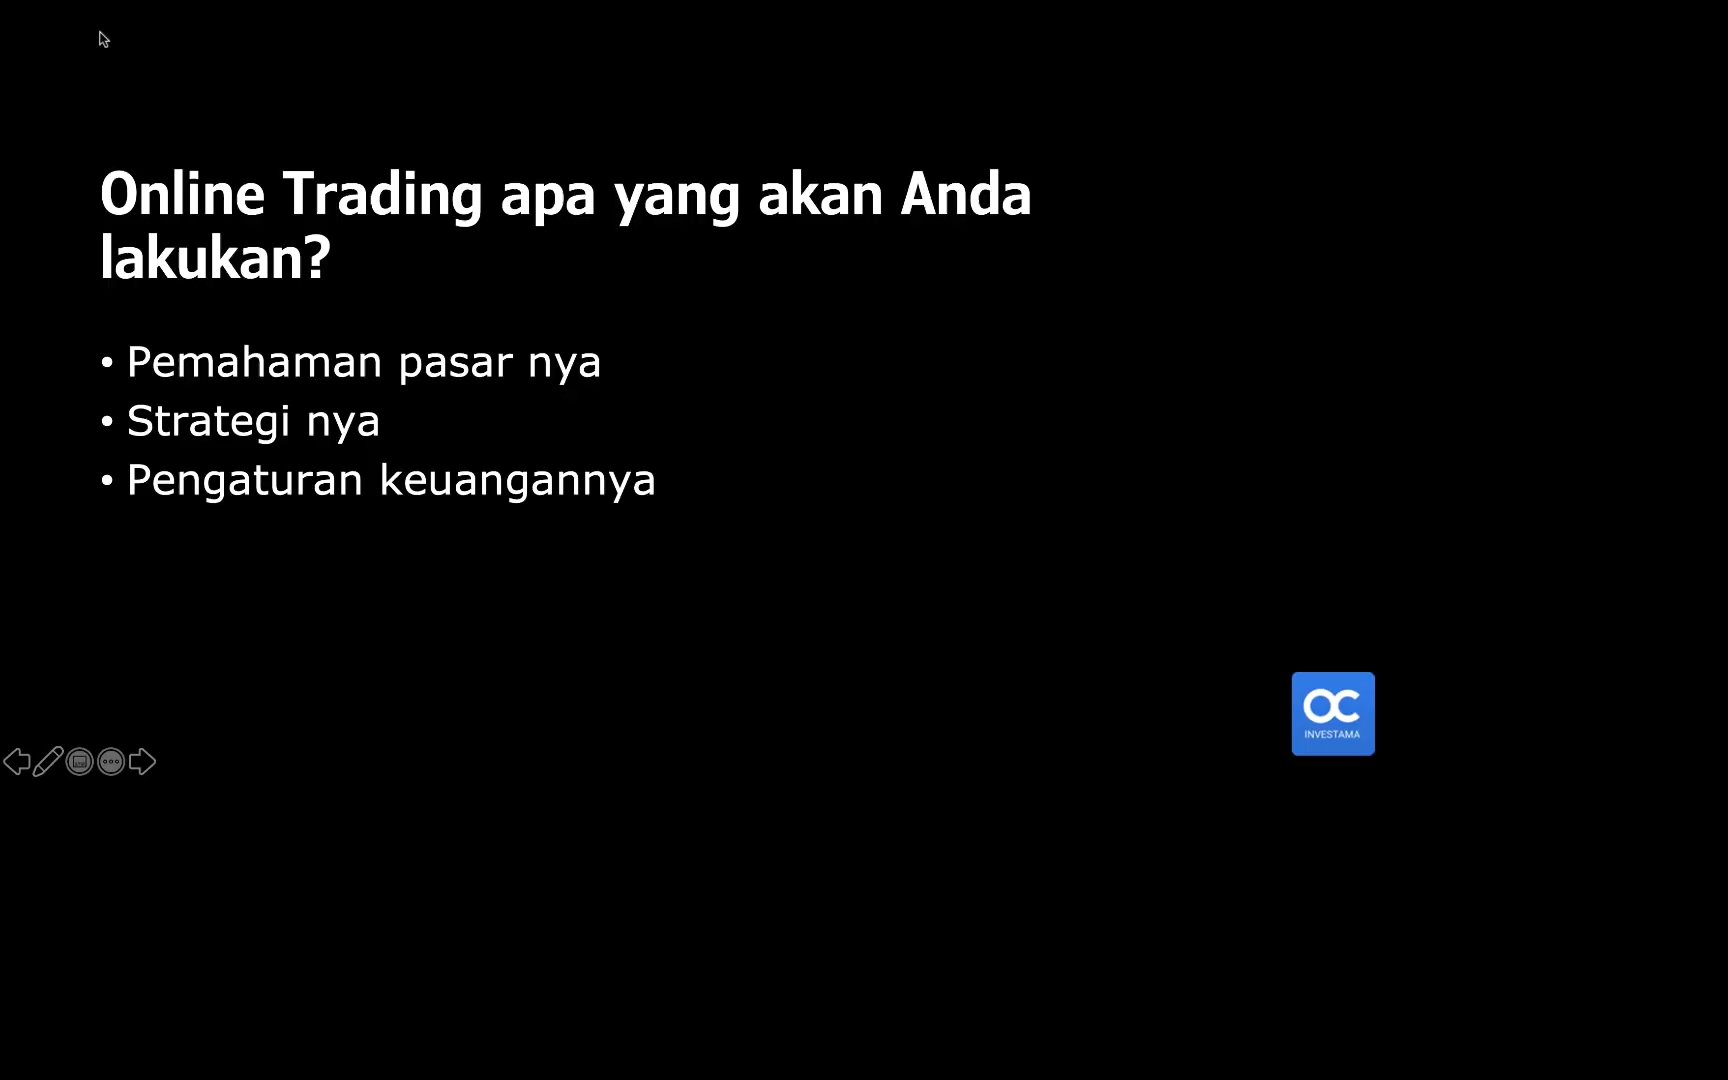 Online Trading apa yang akan Anda
lakukan?
• Pemahaman pasar nya
• Strategi nya
• Pengaturan keuangannya
OC
INVESTAMA